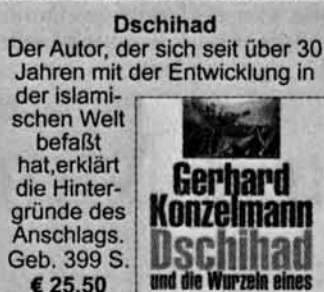 Dschihad
Der Autor, der sich seit über 30
Jahren mit der Entwicklung in
der islami-
schen Welt
befaßt
hat,erklärt
die Hinter-
gründe des
Anschlags.
Geb. 399 S.
€ 25,50
Gerhard
Konzelmann
Dschihad
und die Wurzeln eines